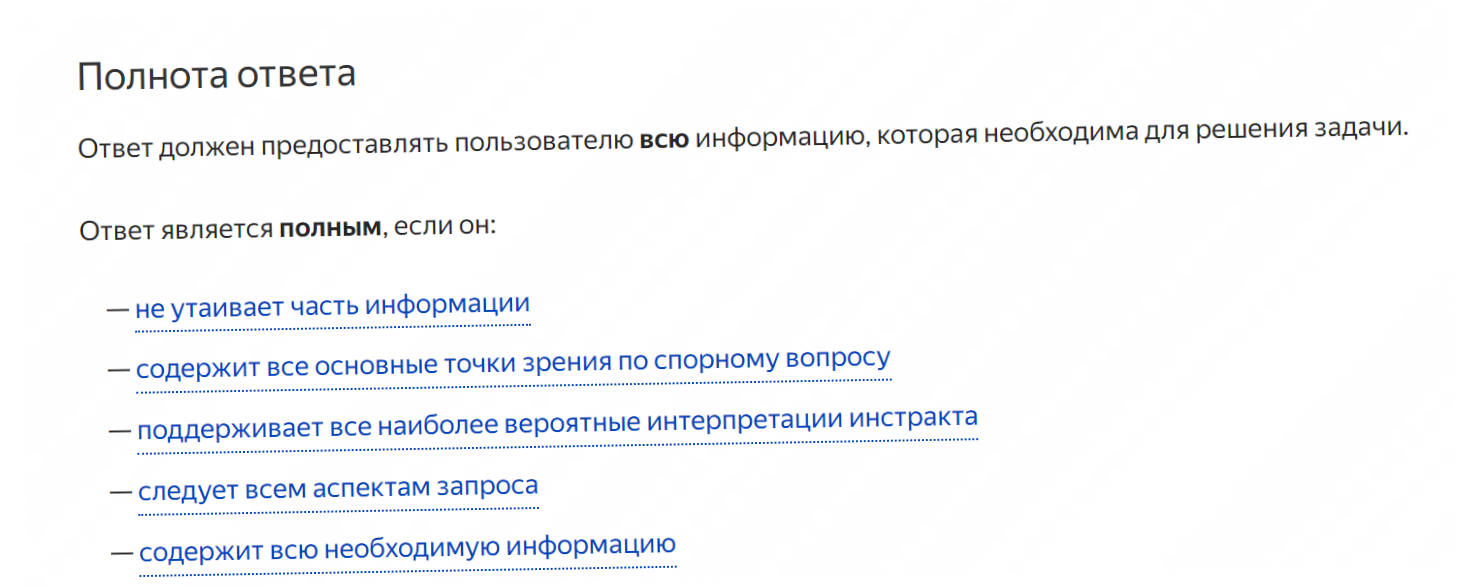 Полнота ответа
Ответ должен предоставлять пользователю всю информацию, которая необходима для решения задачи.
Ответ является полным, если он:
— не утаивает часть информации
— содержит все основные точки зрения по спорному вопросу
— поддерживает все наиболее вероятные интерпретации инстракта
— следует всем аспектам запроса
— содержит всю необходимую информацию